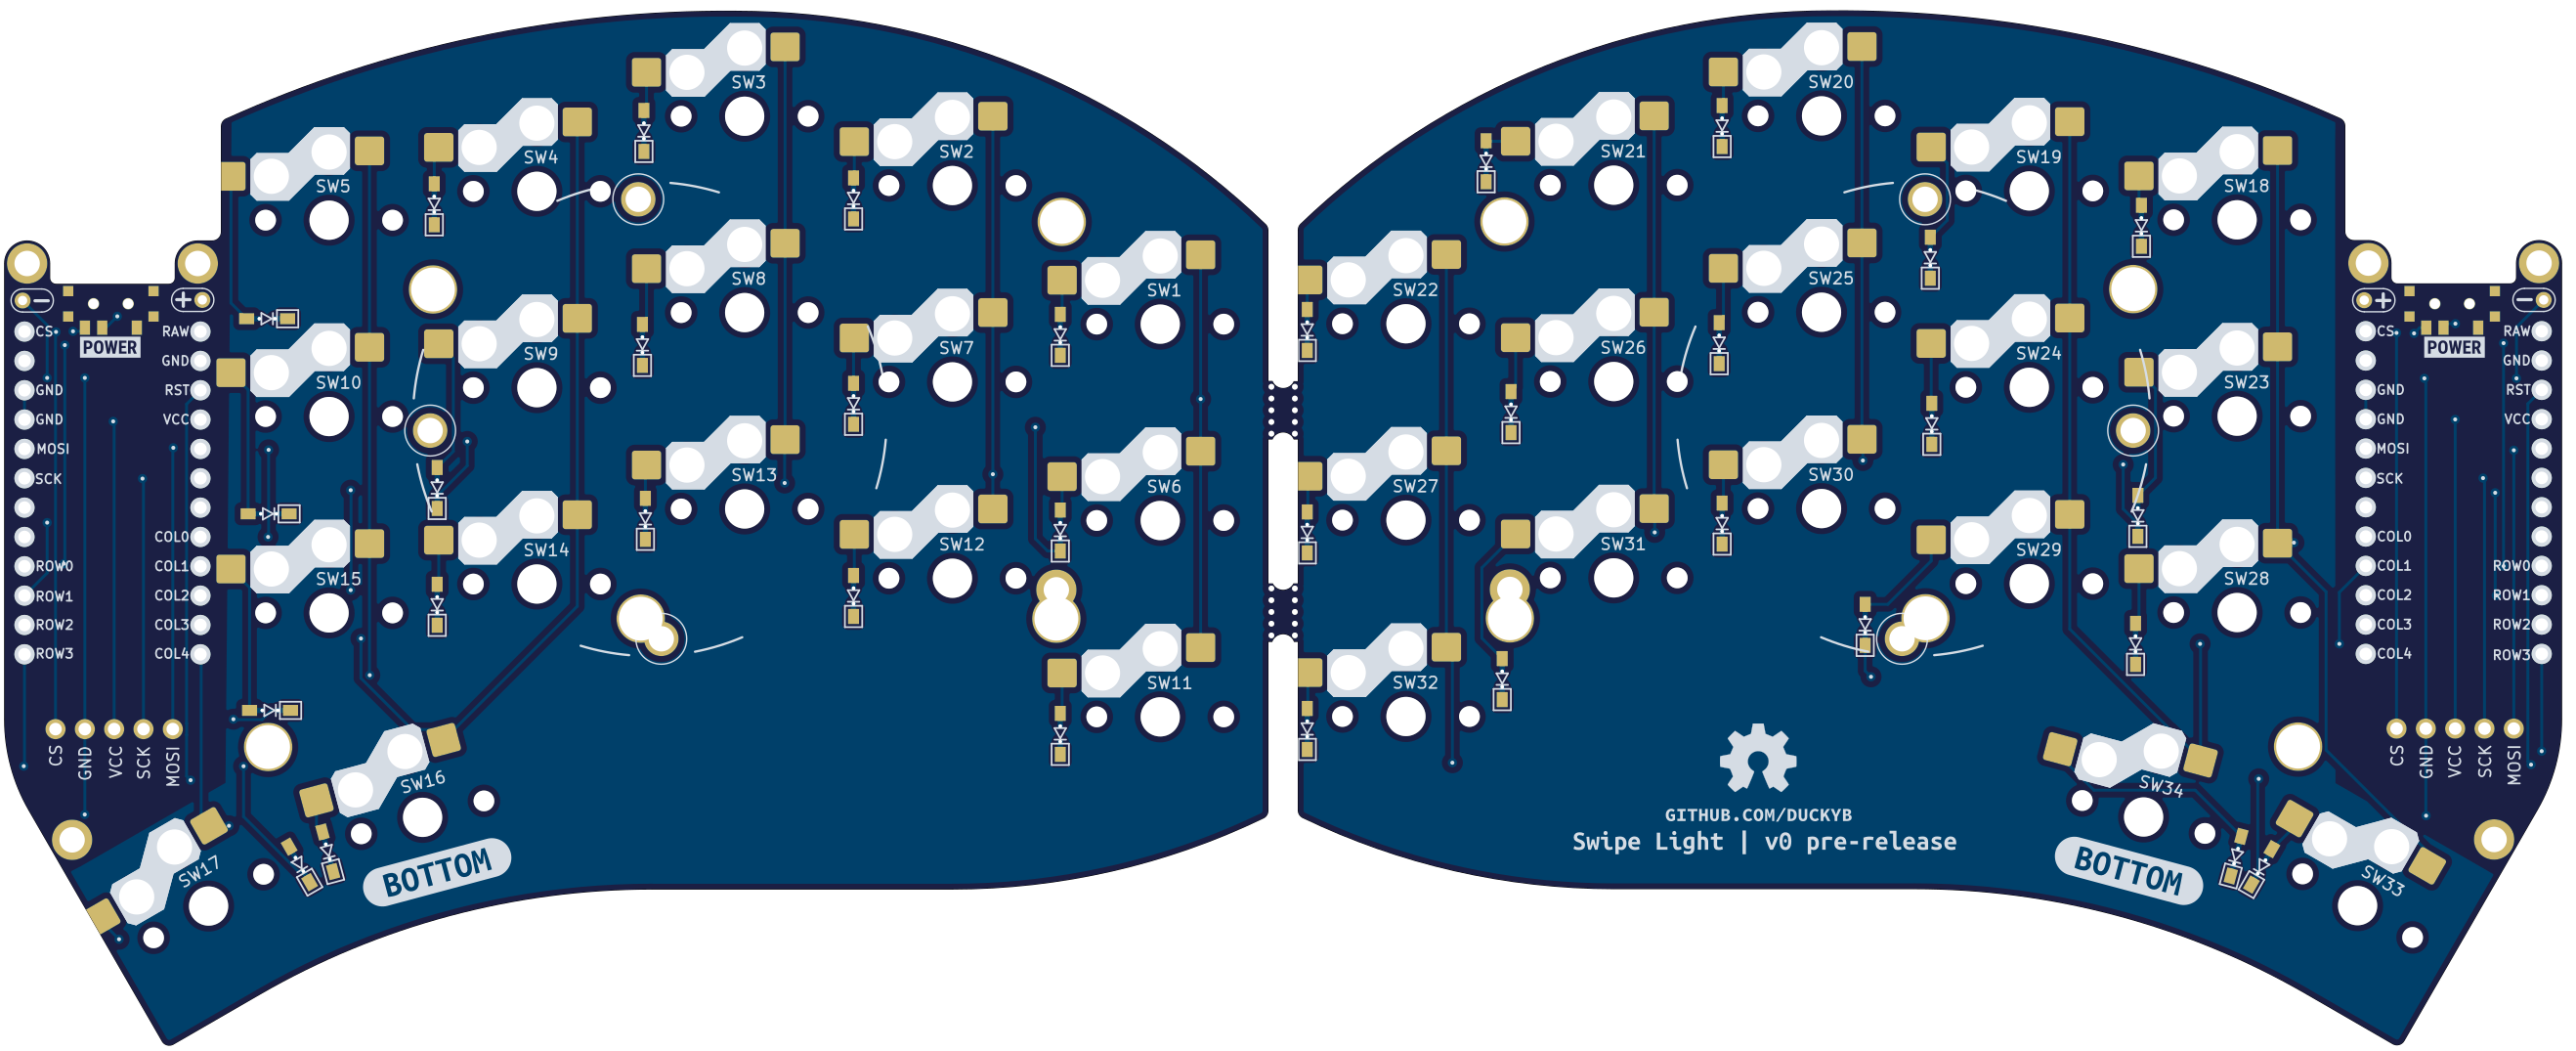 SW3
SW4
SW2
SW5
SW8
SW1
CS
RAW
POWER
GND
SW9
SW7
GND
RST
SW10
GND
VCC
MOSI
SCK
SW13
SW6
COL0
SW14
SW12
ROW0
COL1
SW15
ROW1
COL2
ROW2
COL3
ROW3
COL4
SW11
CS
GND
VCC
SCK
MOSI
SW16
SW17
BOTTOM
SW20
SW21
SW19
SW18
SW25
SW22
CS
RAW
POWER
SW26
SW24
GND
SW23
GND
RST
GND
VCC
MOSI
SW30
SCK
SW27
COL0
SW31
SW29
COL1
ROW0
SW28
COL2
ROW1
COL3
ROW2
COL4
ROW3
SW32
CS
GND
VCC
SCK
MOSI
SW34
GITHUB.COM/DUCKYB
Swipe Light | v0 pre-release
BOTTOM
SW33